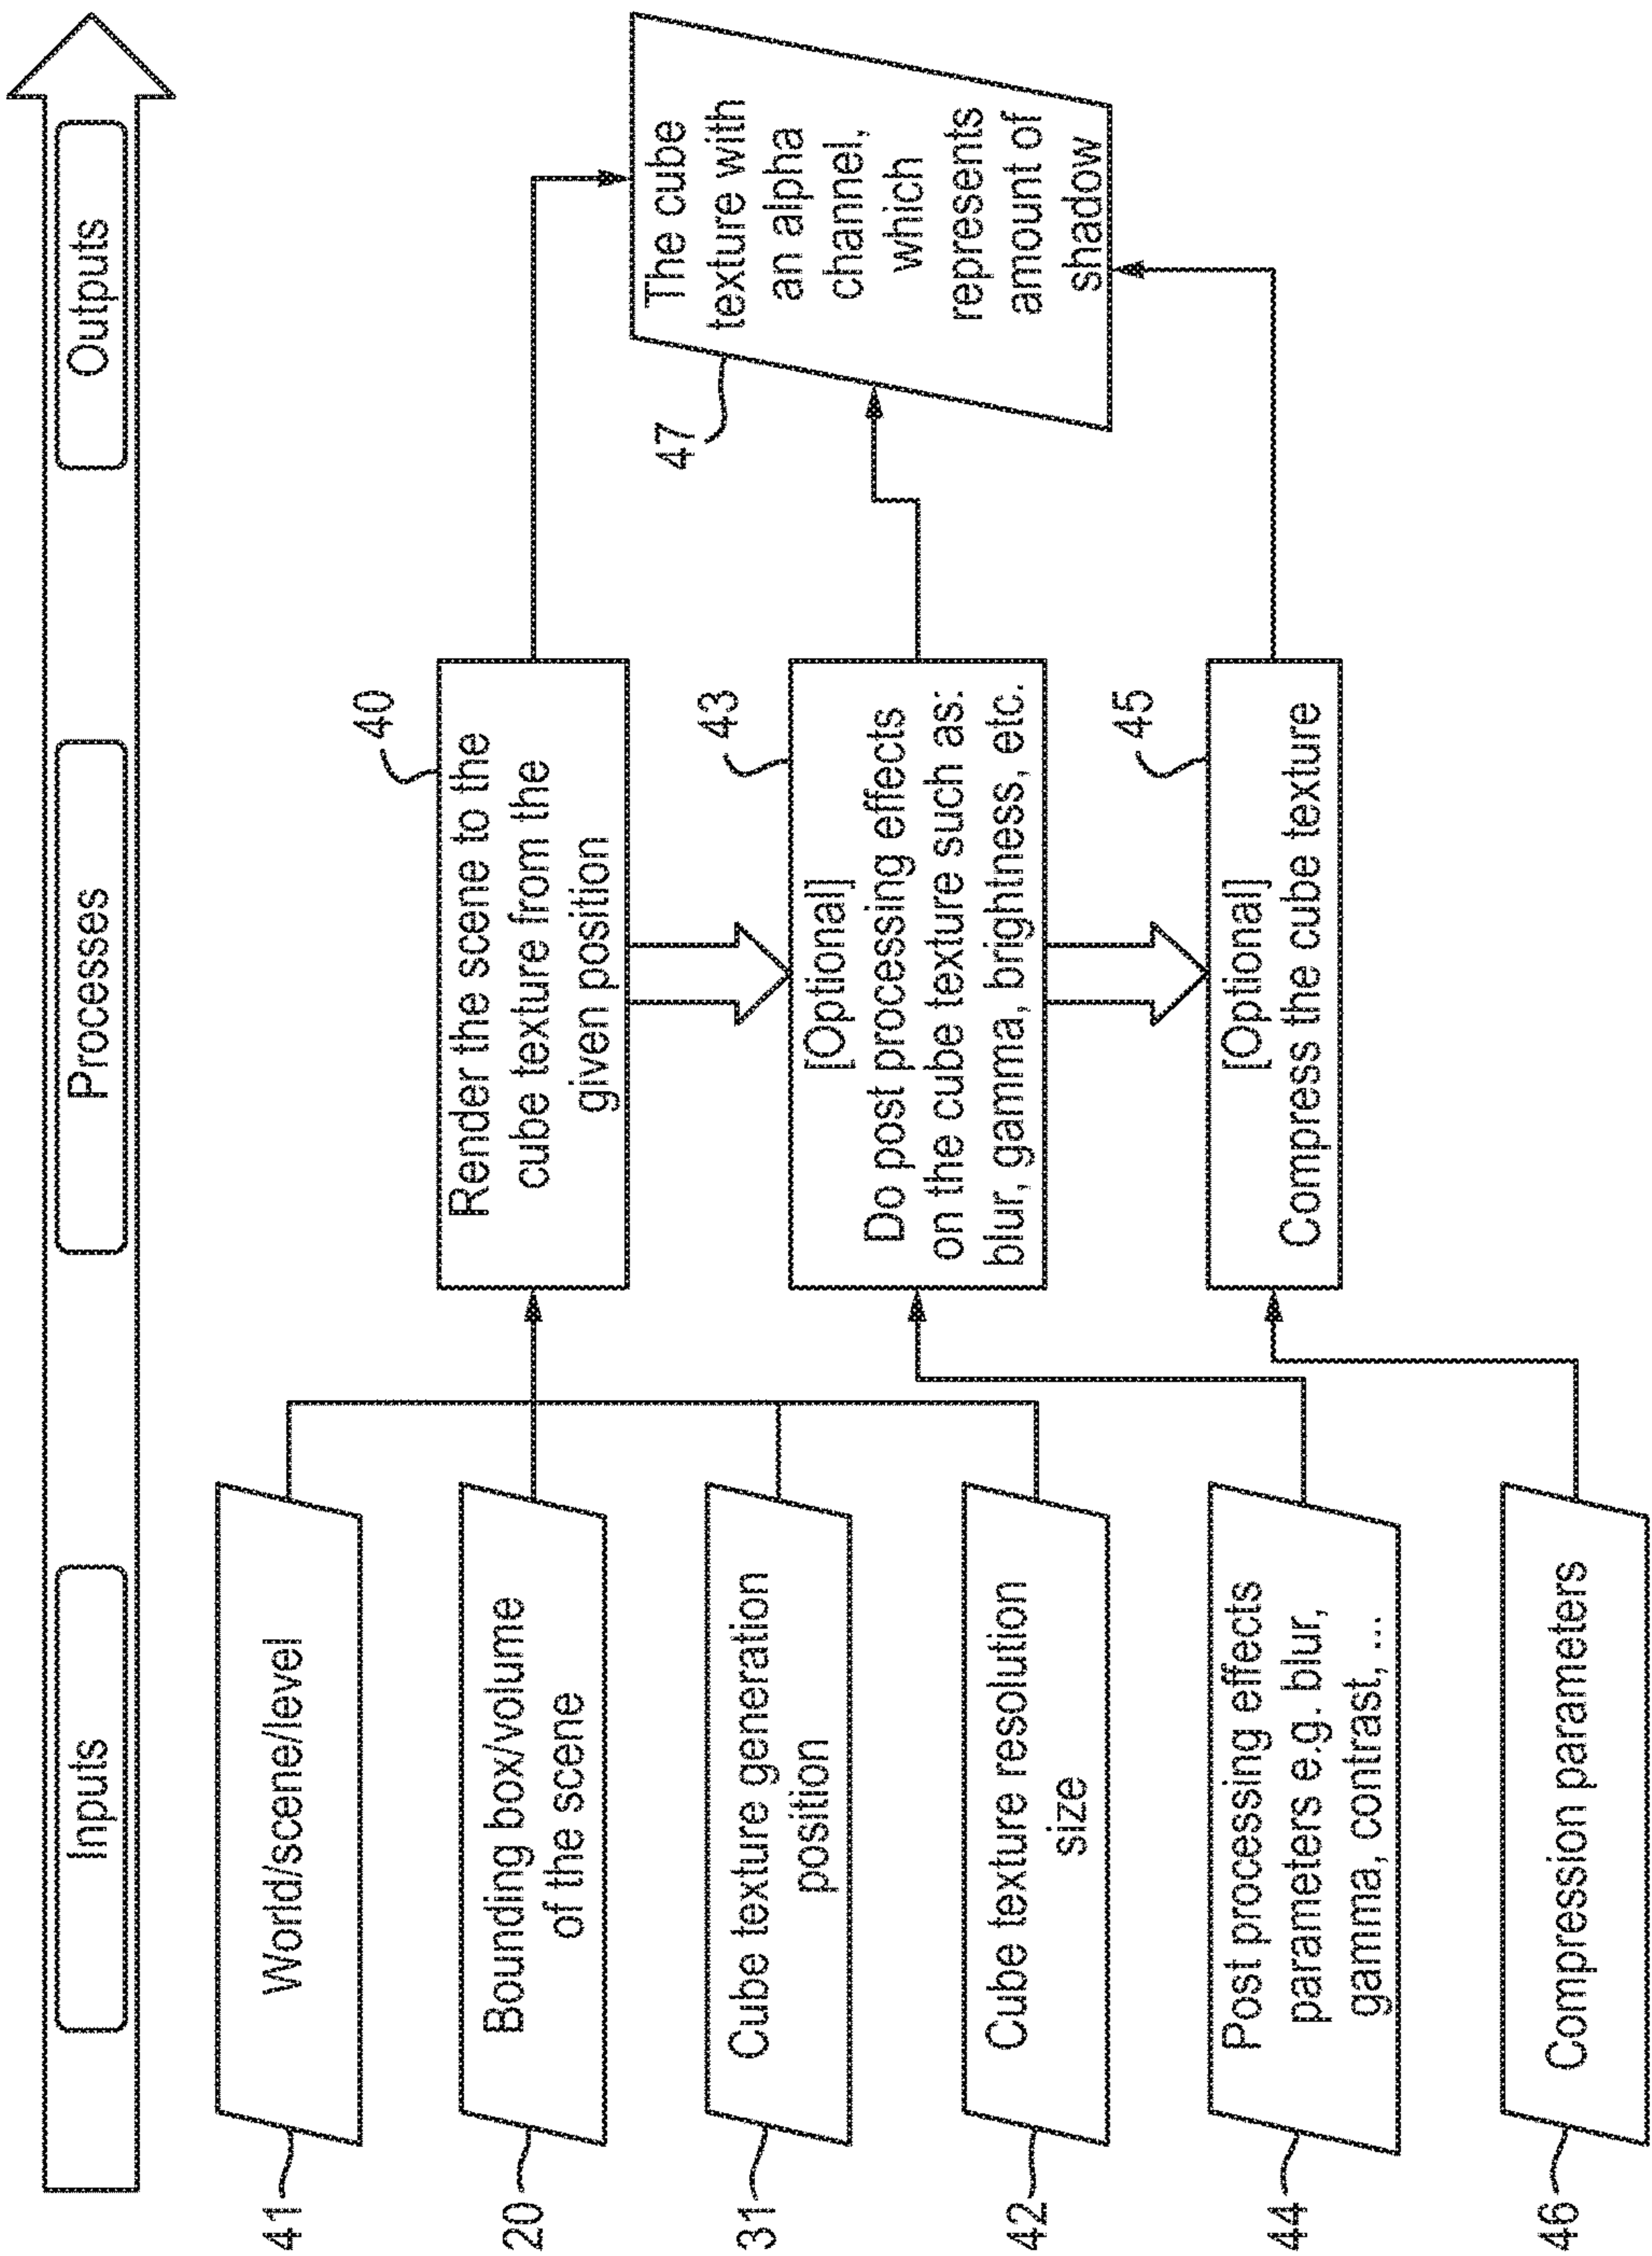 Inputs
Processes
Outputs
41
World/scene/level
20
Bounding box/volume
of the scene
31
Cube texture generation
position
42
Cube texture resolution
size
44
Post processing effects
parameters e.g. blur,
gamma, contrast, ...
46
Compression parameters
40
Render the scene to the
cube texture from the
given position
43
[Optional]
Do post processing effects
on the cube texture such as:
blur, gamma, brightness, etc.
45
[Optional]
Compress the cube texture
47
The cube
texture with
an alpha
channel,
which
represents
amount of
shadow